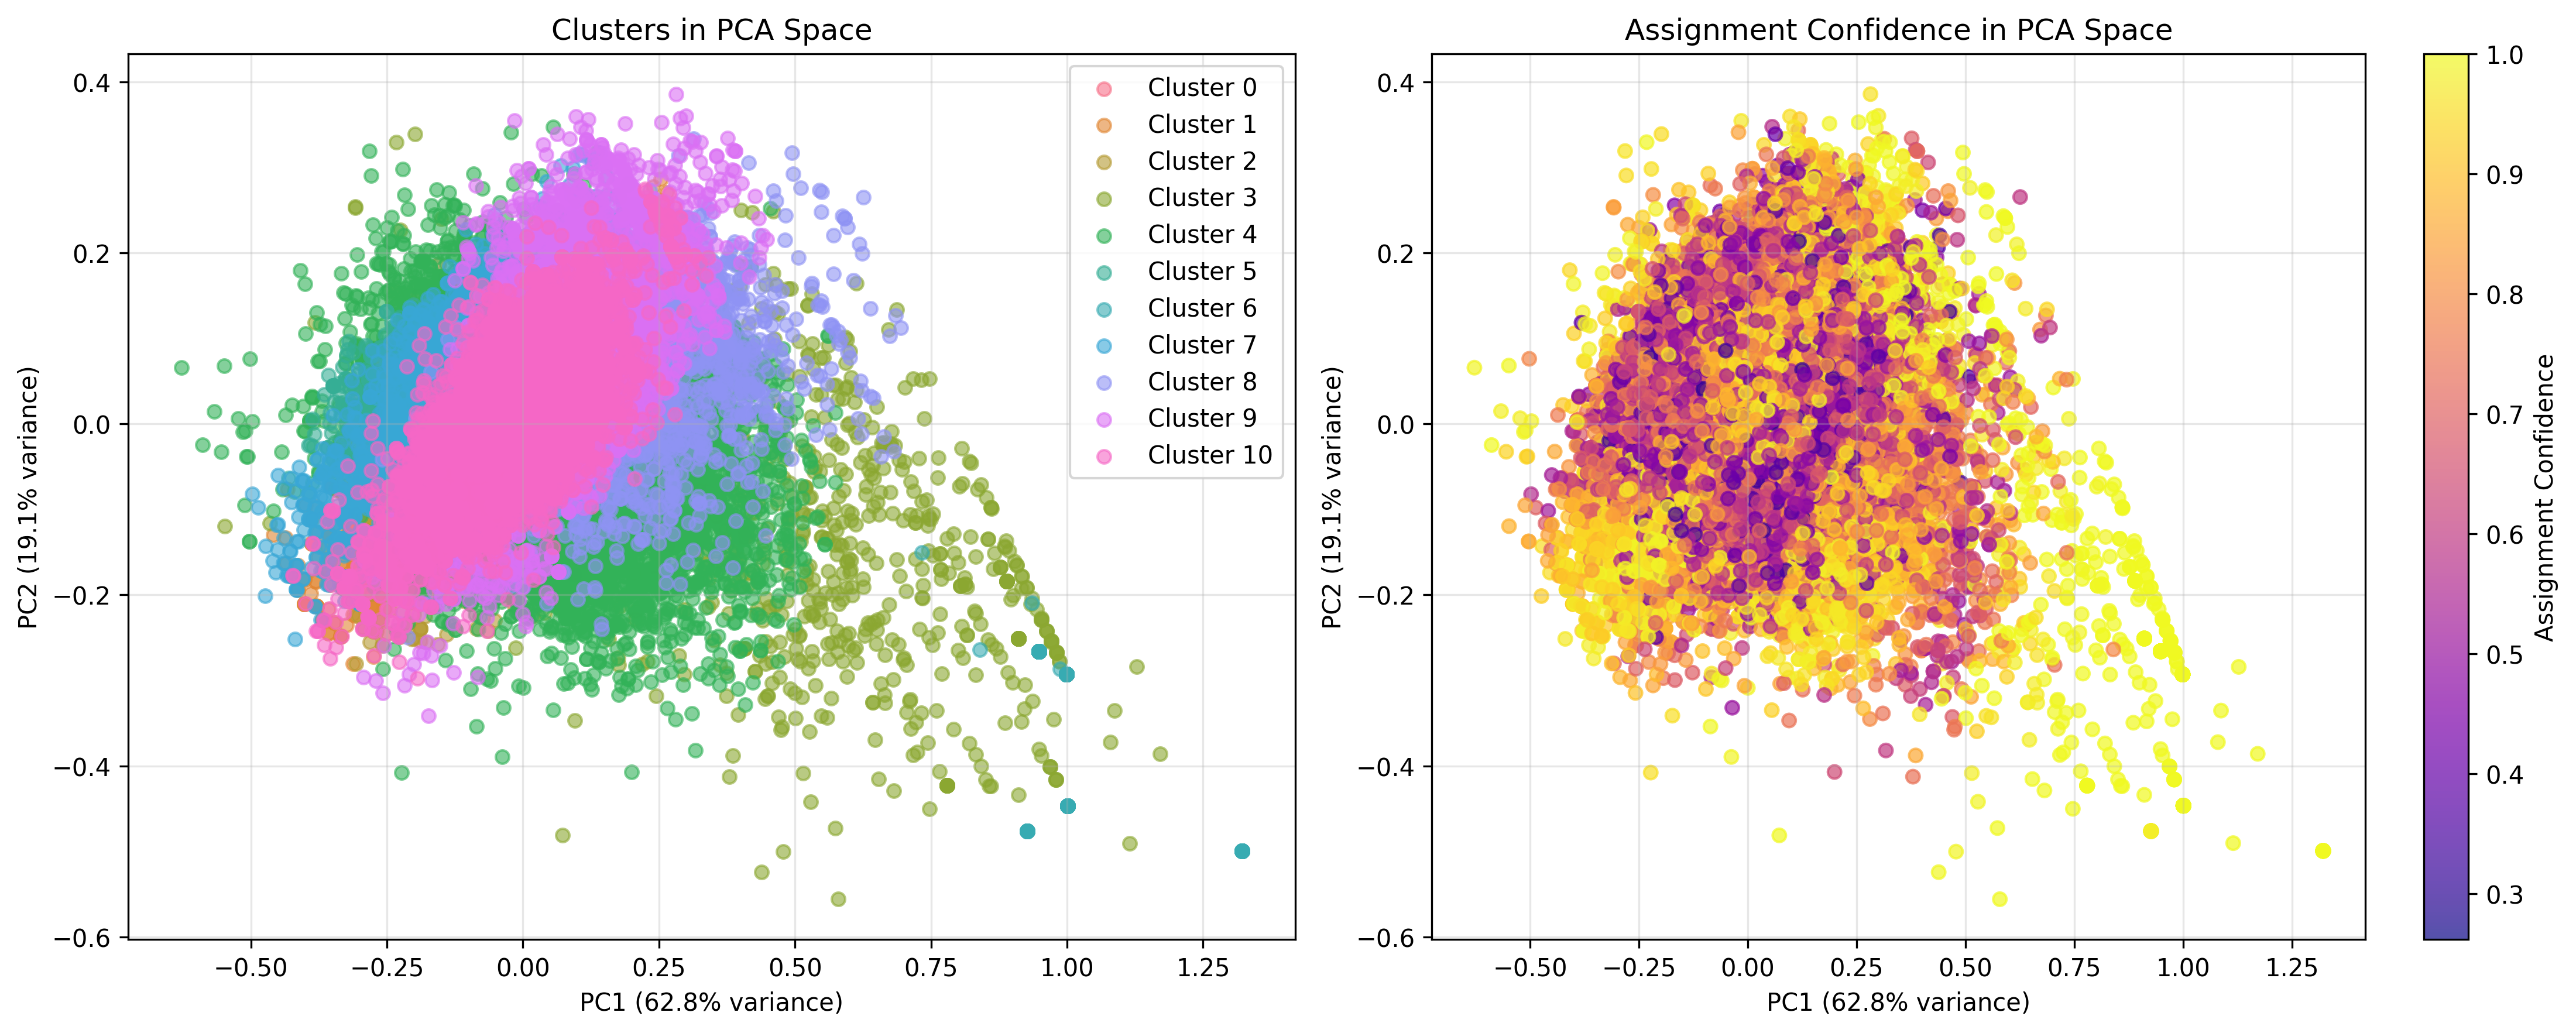 Clusters in PCA Space
0.4
0.2
0.0
−0.2
−0.4
−0.6
PC2 (19.1% variance)
−0.50
−0.25
0.00
0.25
0.50
0.75
1.00
1.25
PC1 (62.8% variance)
Cluster 0
Cluster 1
Cluster 2
Cluster 3
Cluster 4
Cluster 5
Cluster 6
Cluster 7
Cluster 8
Cluster 9
Cluster 10
Assignment Confidence in PCA Space
0.4
0.2
0.0
−0.2
−0.4
−0.6
PC2 (19.1% variance)
−0.50
−0.25
0.00
0.25
0.50
0.75
1.00
1.25
PC1 (62.8% variance)
1.0
0.9
0.8
0.7
0.6
0.5
0.4
0.3
Assignment Confidence